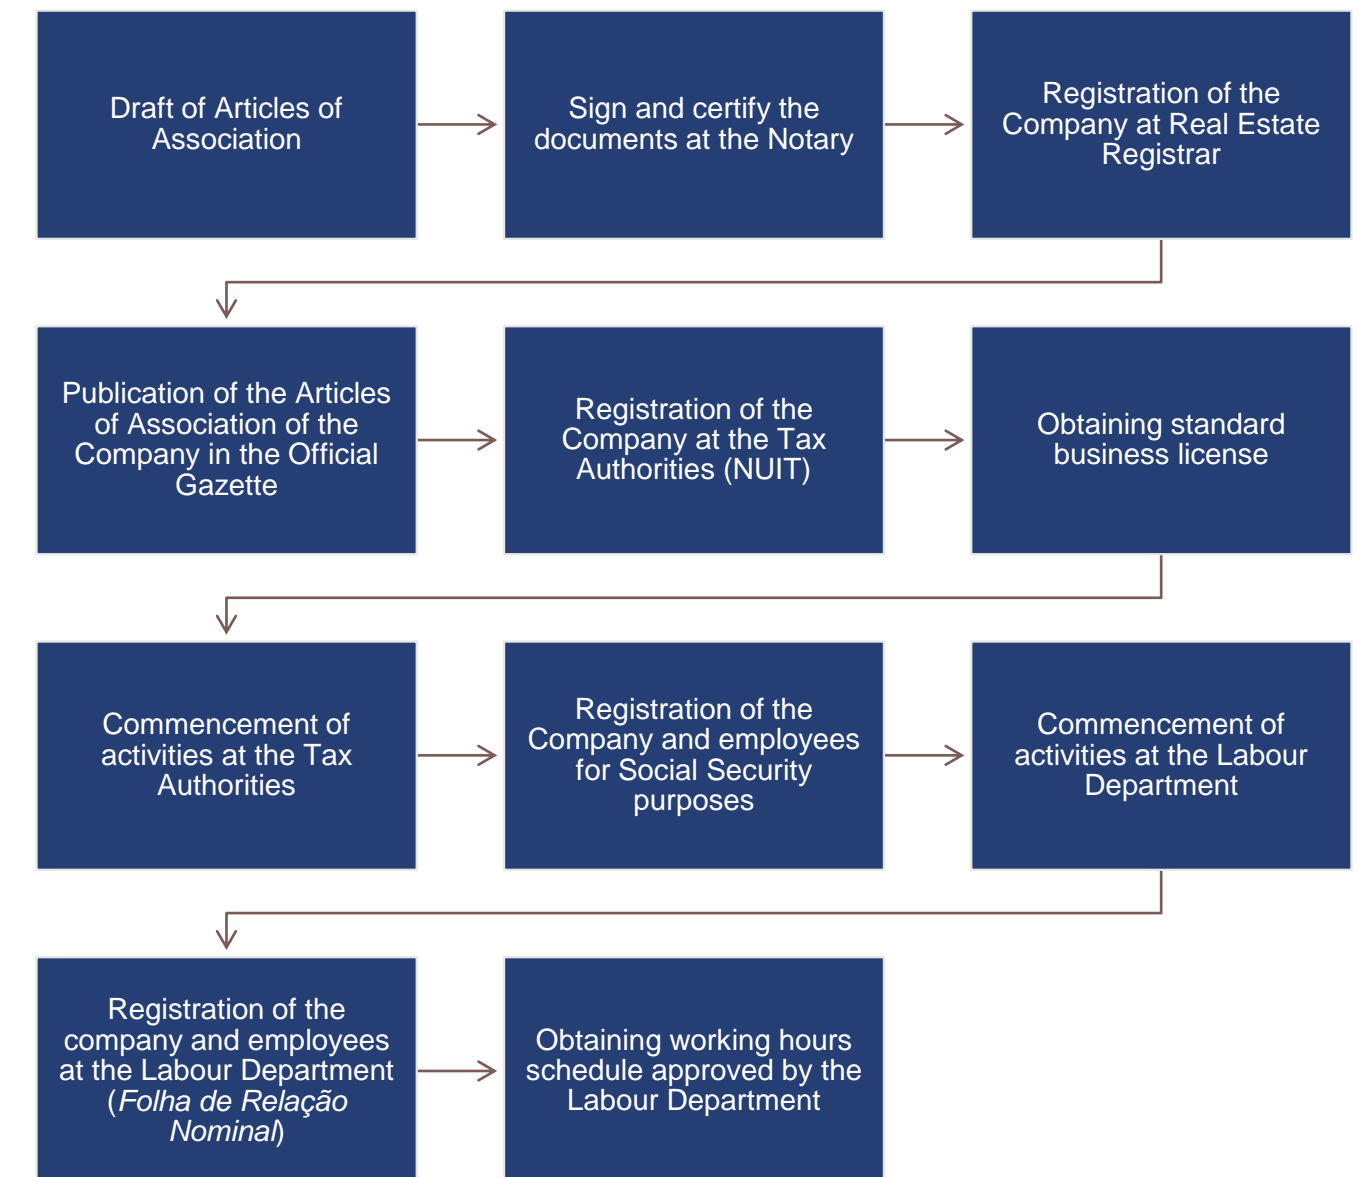 Draft of Articles of
Association
Sign and certify the
documents at the Notary
Registration of the
Company at Real Estate
Registrar
Publication of the Articles
of Association of the
Company in the Official
Gazette
Registration of the
Company at the Tax
Authorities (NUIT)
Obtaining standard
business license
Commencement of
activities at the Tax
Authorities
Registration of the
Company and employees
for Social Security
purposes
Commencement of
activities at the Labour
Department
Registration of the
company and employees
at the Labour Department
(Folha de Relação
Nominal)
Obtaining working hours
schedule approved by the
Labour Department